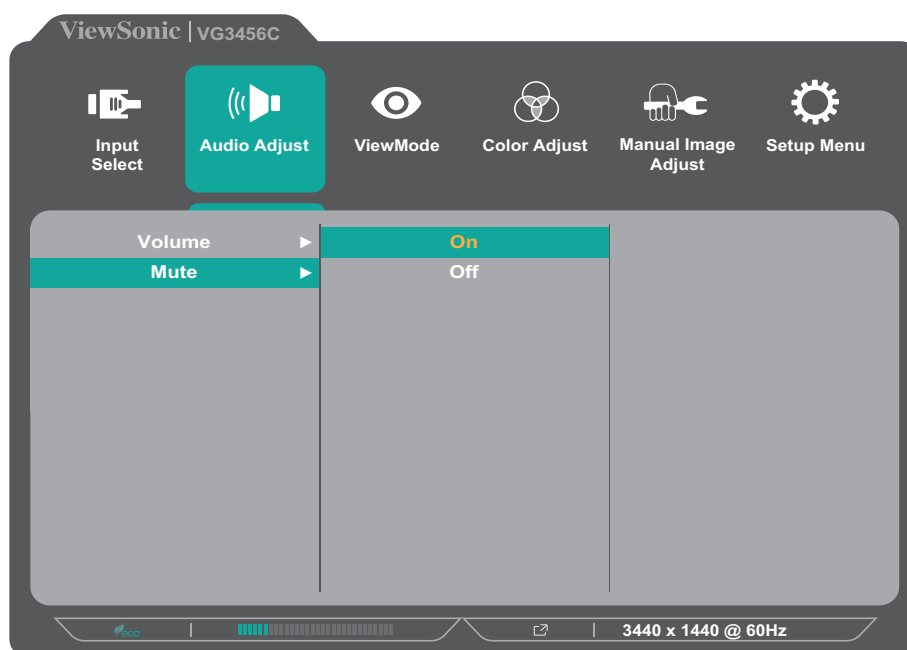 ViewSonic | VG3456C
Input Select
Audio Adjust
ViewMode
Color Adjust
Manual Image Adjust
Setup Menu
Volume ▶
On
Mute ▶
Off
ECO
3440 x 1440 @ 60Hz